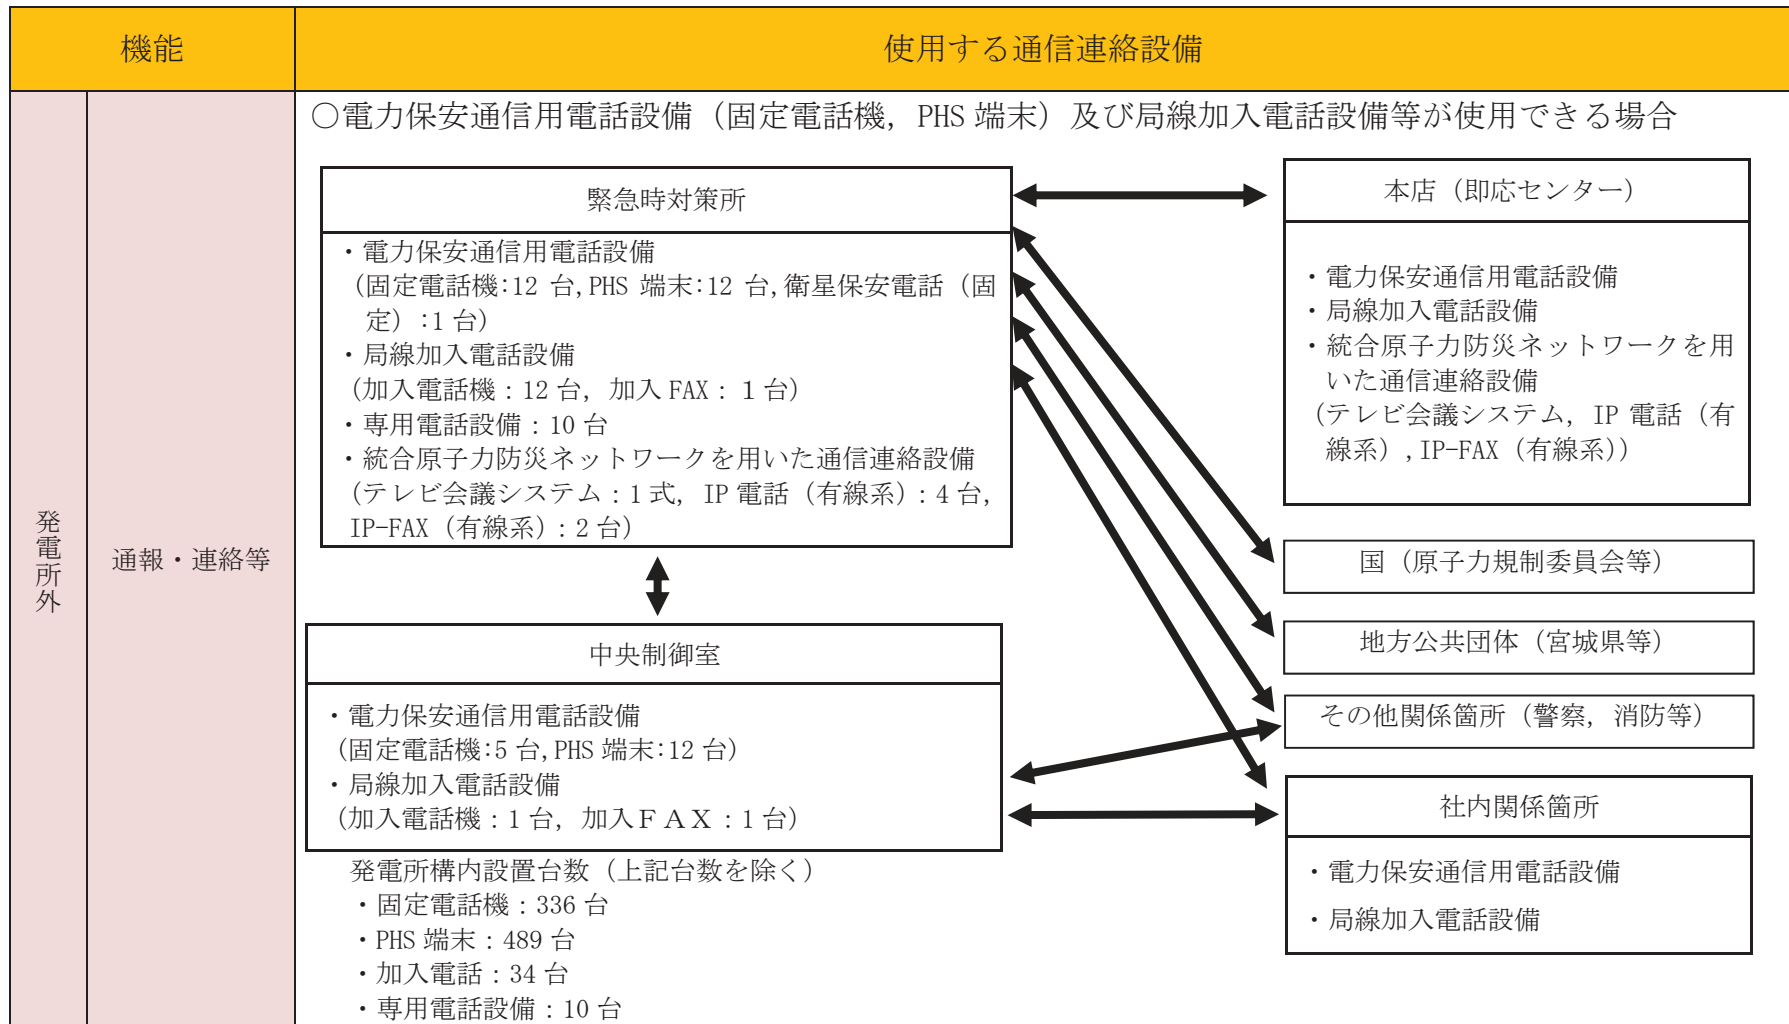 機能
使用する通信連絡設備
発電所外
通報・連絡等
○電力保安通信用電話設備（固定電話機，PHS 端末）及び局線加入電話設備等が使用できる場合
緊急時対策所
・電力保安通信用電話設備
（固定電話機:12 台,PHS 端末:12 台,衛星保安電話（固
定）:1 台）
・局線加入電話設備
（加入電話機：12 台，加入 FAX：１台）
・専用電話設備：10 台
・統合原子力防災ネットワークを用いた通信連絡設備
（テレビ会議システム：1 式，IP 電話（有線系）：4 台，
IP-FAX（有線系）：2 台）
中央制御室
・電力保安通信用電話設備
（固定電話機:5 台,PHS 端末:12 台）
・局線加入電話設備
（加入電話機：1 台，加入ＦＡＸ：1 台）
発電所構内設置台数（上記台数を除く）
・固定電話機：336 台
・PHS 端末：489 台
・加入電話：34 台
・専用電話設備：10 台
本店（即応センター）
・電力保安通信用電話設備
・局線加入電話設備
・統合原子力防災ネットワークを用
いた通信連絡設備
（テレビ会議システム，IP 電話（有
線系）,IP-FAX（有線系））
国（原子力規制委員会等）
地方公共団体（宮城県等）
その他関係箇所（警察，消防等）
社内関係箇所
・電力保安通信用電話設備
・局線加入電話設備